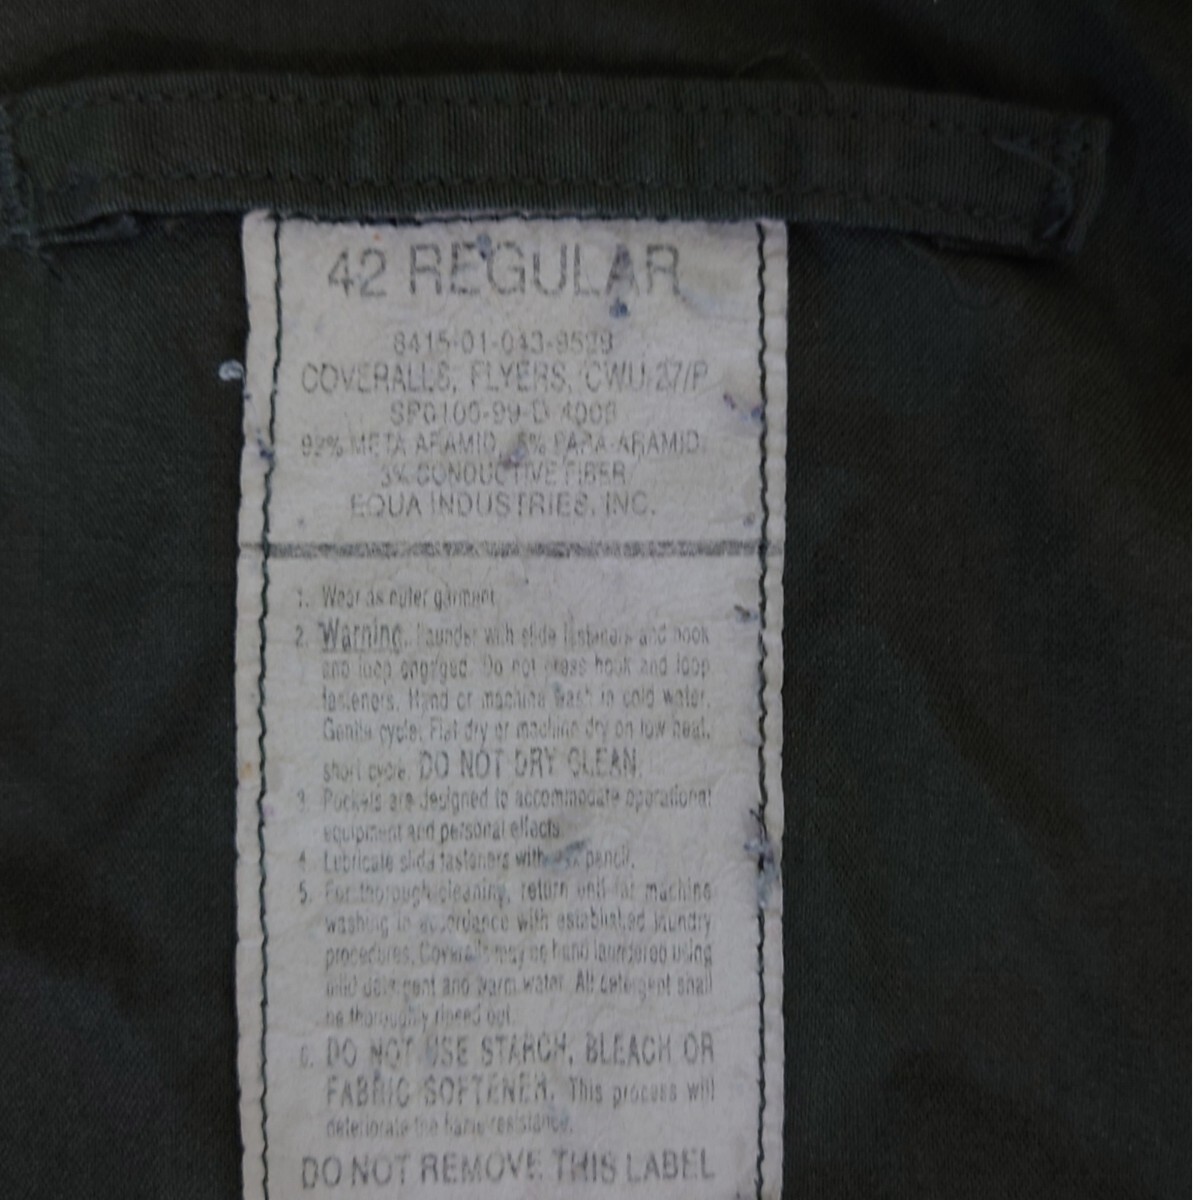 42 REGULAR
8415-01-043-9529
COVERALLS, FLYERS, CWU 27/P
SP0100-99-D-4008
92% META ARAMID, 5% PARA-ARAMID,
3% CONDUCTIVE FIBER
EQUA INDUSTRIES, INC.
1. Wear as outer garment.
2. Warning. Launder with slide fasteners and hook
and loop engaged. Do not press hook and loop
fasteners. Hand or machine wash in cold water.
Gentle cycle. Flat dry or machine dry on low heat,
short cycle. DO NOT DRY CLEAN.
3. Pockets are designed to accommodate operational
equipment and personal effects.
4. Lubricate slide fasteners with wax pencil.
5. For thorough cleaning, return unit for machine
washing in accordance with established laundry
procedures. Coveralls may be hand laundered using
mild detergent and warm water. All detergent shall
be thoroughly rinsed out.
6. DO NOT USE STARCH, BLEACH OR
FABRIC SOFTENER. This process will
deteriorate the flame resistance.
DO NOT REMOVE THIS LABEL